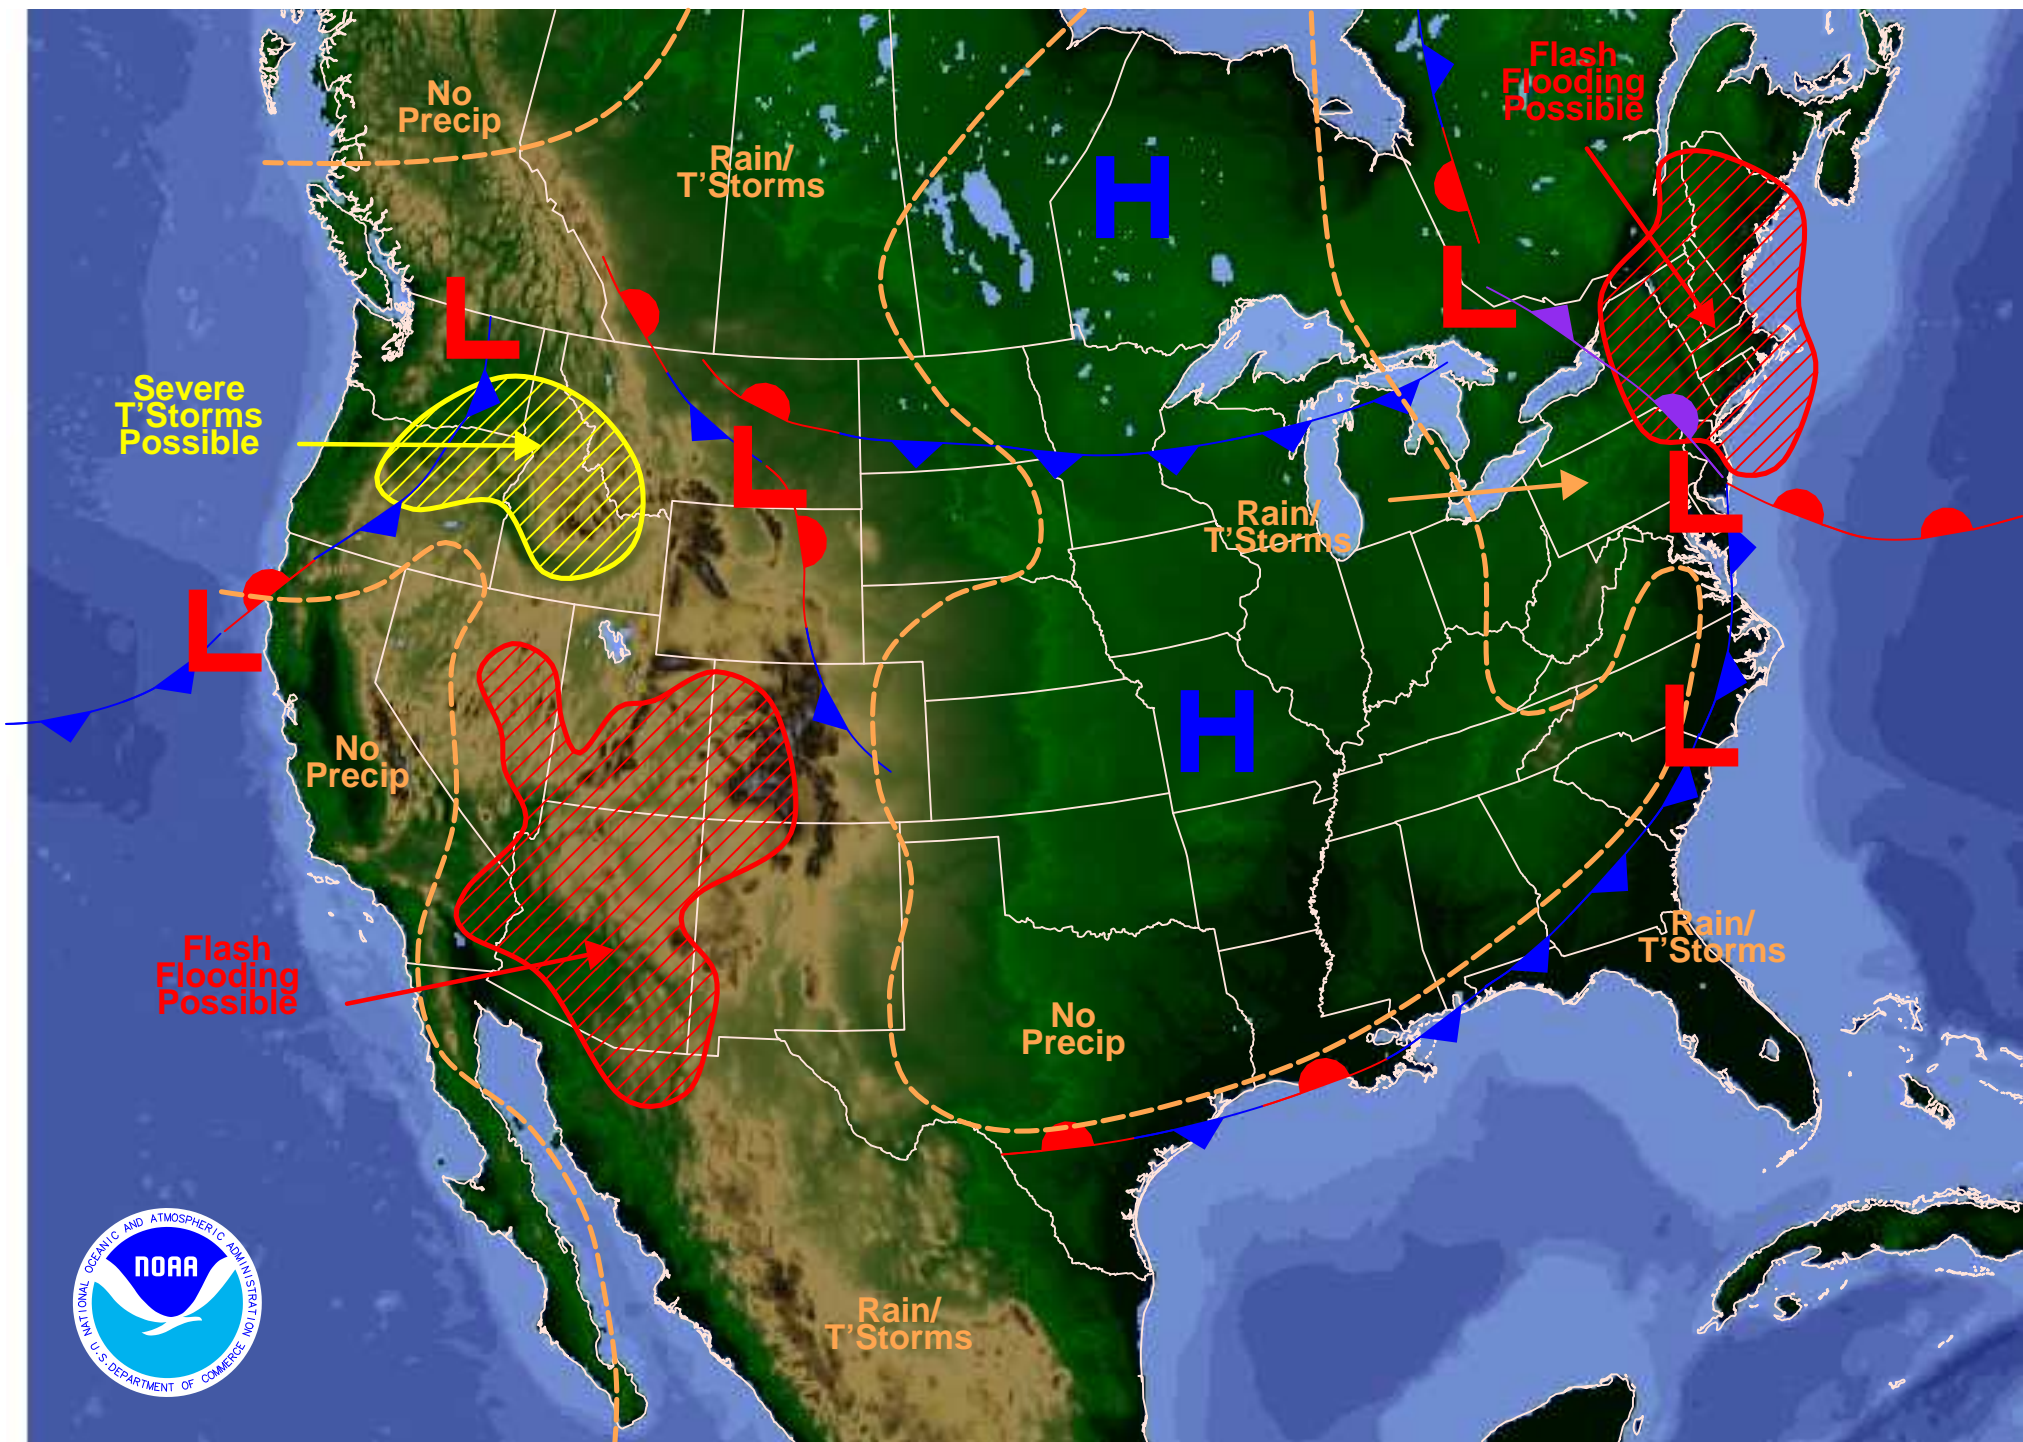 Flash
Flooding
Possible
No
Precip
Rain/
T'Storms
H
L
L
Severe
T'Storms
Possible
L
Rain/
T'Storms
L
L
H
L
No
Precip
Flash
Flooding
Possible
Rain/
T'Storms
No
Precip
Rain/
T'Storms
NATIONAL OCEANIC AND ATMOSPHERIC ADMINISTRATION
NOAA
U.S. DEPARTMENT OF COMMERCE